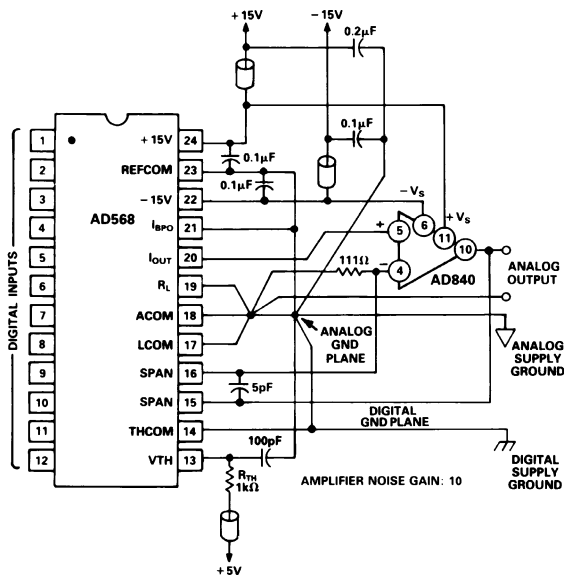 +15V
−15V
0.2µF
0.1µF
DIGITAL INPUTS
1
2
3
4
5
6
7
8
9
10
11
12
AD568
+15V 24
REFCOM 23
−15V 22
IBPO 21
IOUT 20
RL 19
ACOM 18
LCOM 17
SPAN 16
SPAN 15
THCOM 14
VTH 13
0.1µF
0.1µF
−VS
+VS
+ 5
6
11
10
− 4
111Ω
AD840
ANALOG
OUTPUT
ANALOG
GND
PLANE
ANALOG
SUPPLY
GROUND
5pF
DIGITAL
GND PLANE
100pF
RTH
1kΩ
AMPLIFIER NOISE GAIN: 10
DIGITAL
SUPPLY
GROUND
+5V